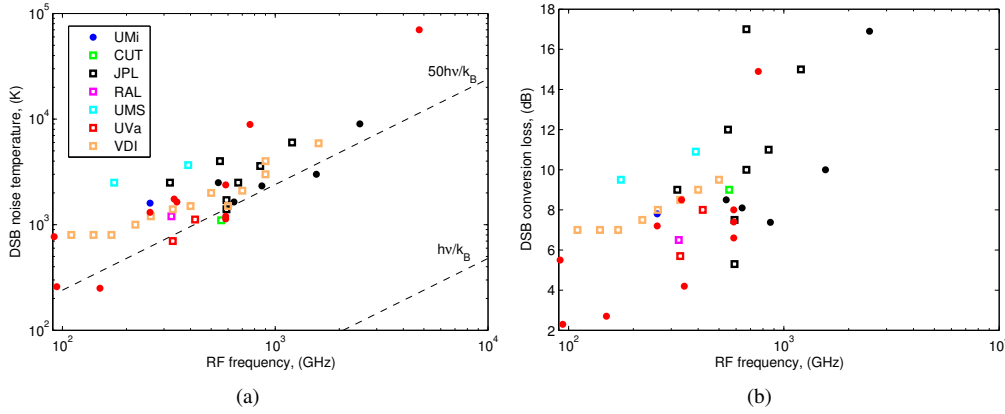 10^5
10^4
10^3
10^2
DSB noise temperature, (K)
UMi
CUT
JPL
RAL
UMS
UVa
VDI
50hν/k_B
hν/k_B
10^2
10^3
10^4
RF frequency, (GHz)
(a)
18
16
14
12
10
8
6
4
2
DSB conversion loss, (dB)
10^2
10^3
10^4
RF frequency, (GHz)
(b)